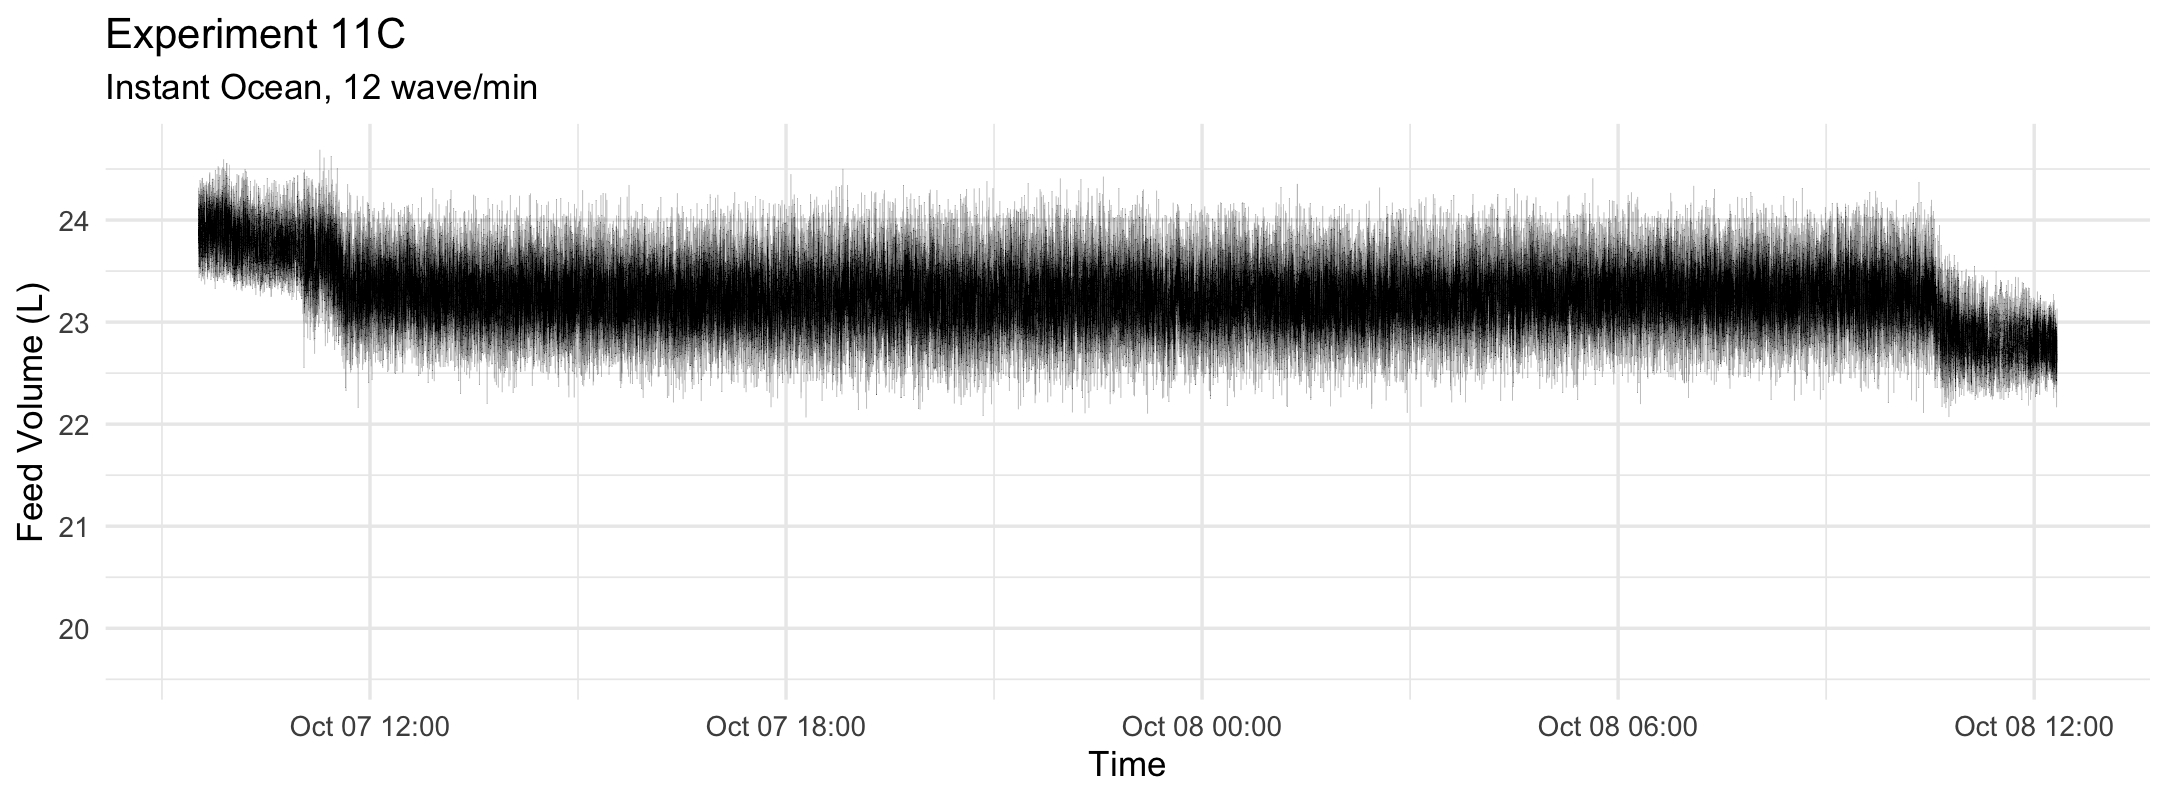 Experiment 11C
Instant Ocean, 12 wave/min
Feed Volume (L)
24
23
22
21
20
Oct 07 12:00
Oct 07 18:00
Oct 08 00:00
Oct 08 06:00
Oct 08 12:00
Time